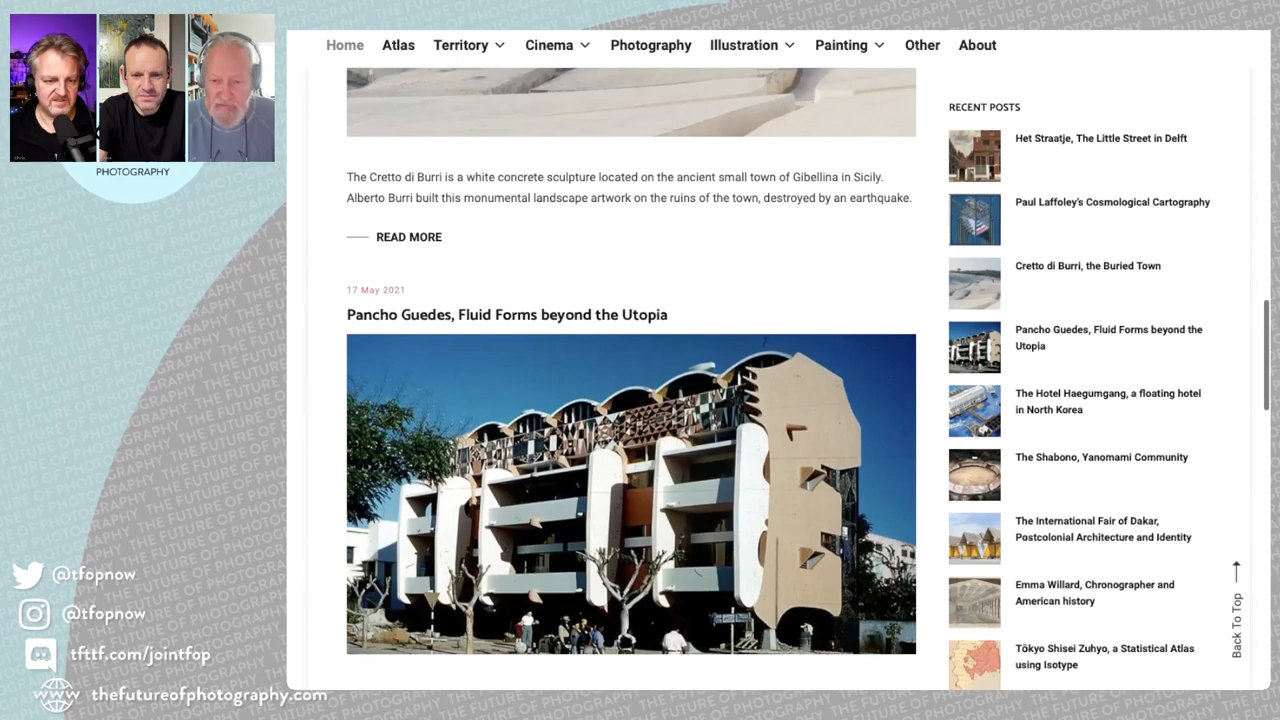 Home Atlas Territory Cinema Photography Illustration Painting Other About
PHOTOGRAPHY
The Cretto di Burri is a white concrete sculpture located on the ancient small town of Gibellina in Sicily.
Alberto Burri built this monumental landscape artwork on the ruins of the town, destroyed by an earthquake.
READ MORE
17 May 2021
Pancho Guedes, Fluid Forms beyond the Utopia
RECENT POSTS
Het Straatje, The Little Street in Delft
Paul Laffoley's Cosmological Cartography
Cretto di Burri, the Buried Town
Pancho Guedes, Fluid Forms beyond the
Utopia
The Hotel Haegumgang, a floating hotel
in North Korea
The Shabono, Yanomami Community
The International Fair of Dakar,
Postcolonial Architecture and Identity
Emma Willard, Chronographer and
American history
Tōkyo Shisei Zuhyo, a Statistical Atlas
using Isotype
Back To Top
@tfopnow
@tfopnow
tfttf.com/jointfop
thefutureofphotography.com
THE FUTURE OF PHOTOGRAPHY